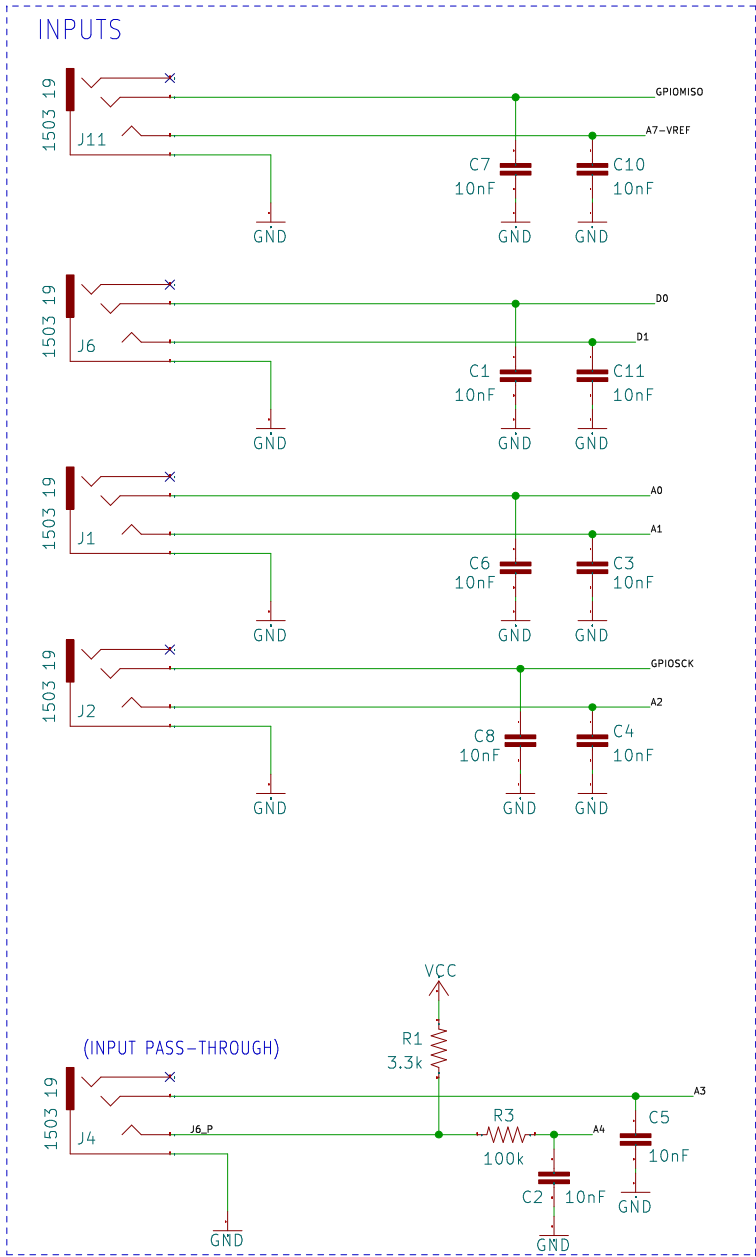 INPUTS
1503 19
J11
GPIOMISO
A7-VREF
C7
10nF
C10
10nF
GND
GND
GND
1503 19
J6
D0
D1
C1
10nF
C11
10nF
GND
GND
GND
1503 19
J1
A0
A1
C6
10nF
C3
10nF
GND
GND
GND
1503 19
J2
GPIOSCK
A2
C8
10nF
C4
10nF
GND
GND
GND
VCC
R1
3.3k
(INPUT PASS-THROUGH)
1503 19
J4
J6_P
A3
R3
100k
A4
C5
10nF
C2 10nF
GND
GND
GND